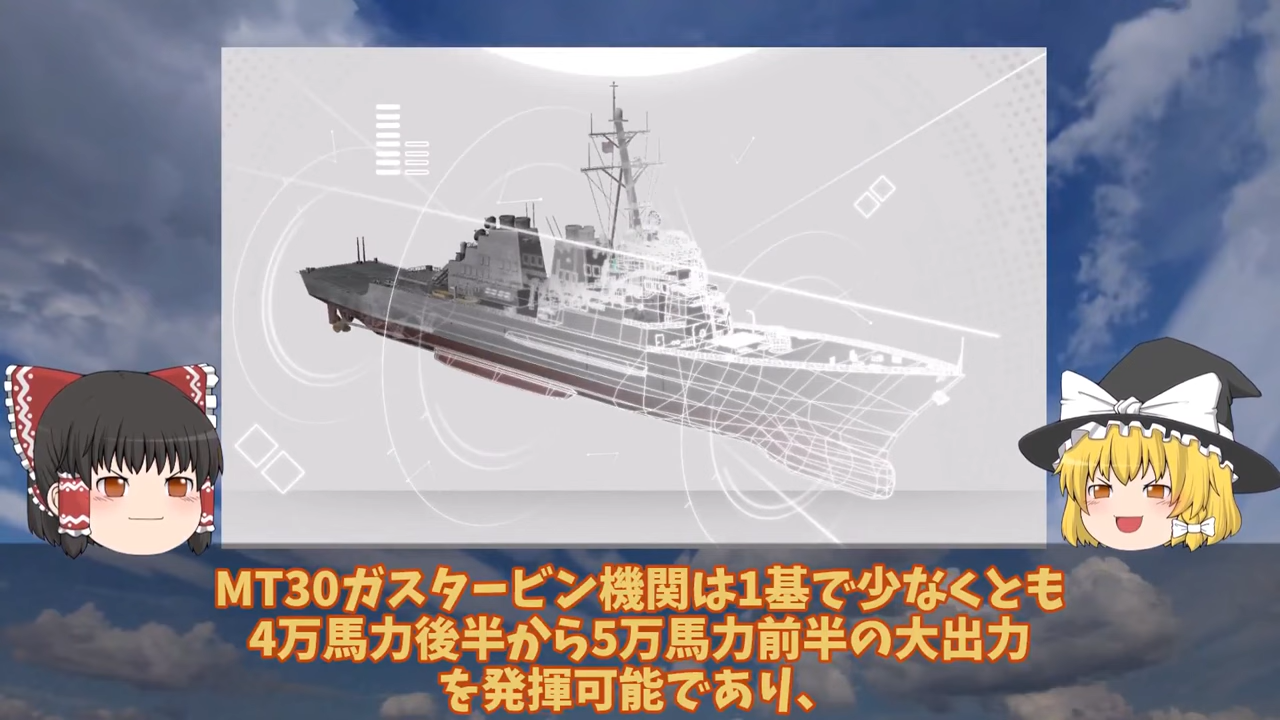 MT30ガスタービン機関は1基で少なくとも
4万馬力後半から5万馬力前半の大出力
を発揮可能であり、